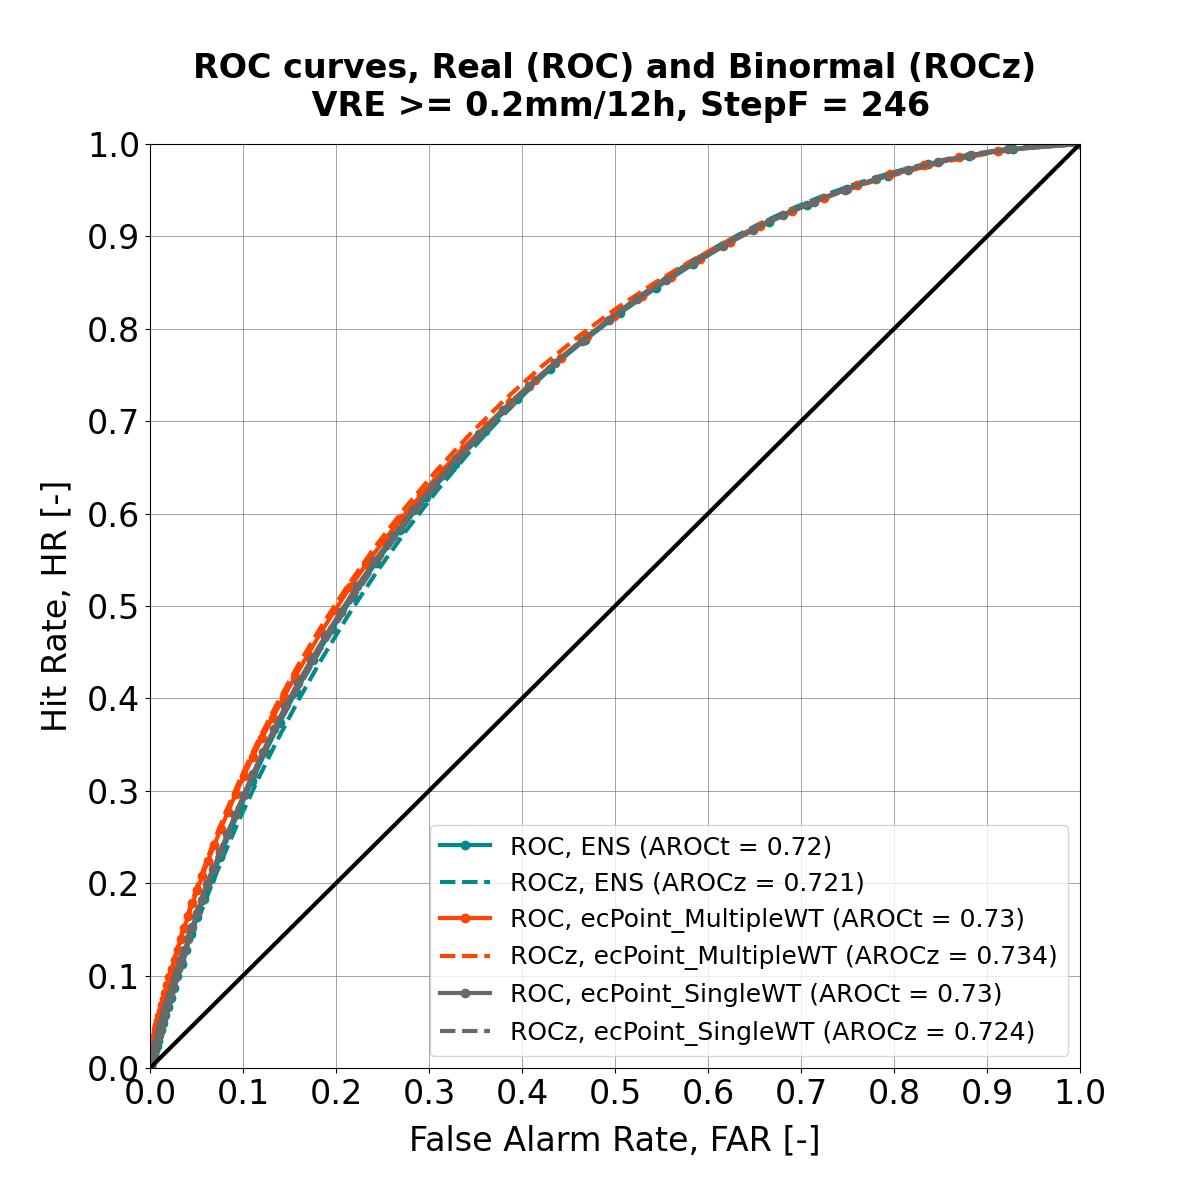 ROC curves, Real (ROC) and Binormal (ROCz)
VRE >= 0.2mm/12h, StepF = 246
1.0
0.9
0.8
0.7
0.6
0.5
0.4
0.3
0.2
0.1
0.0
Hit Rate, HR [-]
ROC, ENS (AROCt = 0.72)
ROCz, ENS (AROCz = 0.721)
ROC, ecPoint_MultipleWT (AROCt = 0.73)
ROCz, ecPoint_MultipleWT (AROCz = 0.734)
ROC, ecPoint_SingleWT (AROCt = 0.73)
ROCz, ecPoint_SingleWT (AROCz = 0.724)
0.0 0.1 0.2 0.3 0.4 0.5 0.6 0.7 0.8 0.9 1.0
False Alarm Rate, FAR [-]